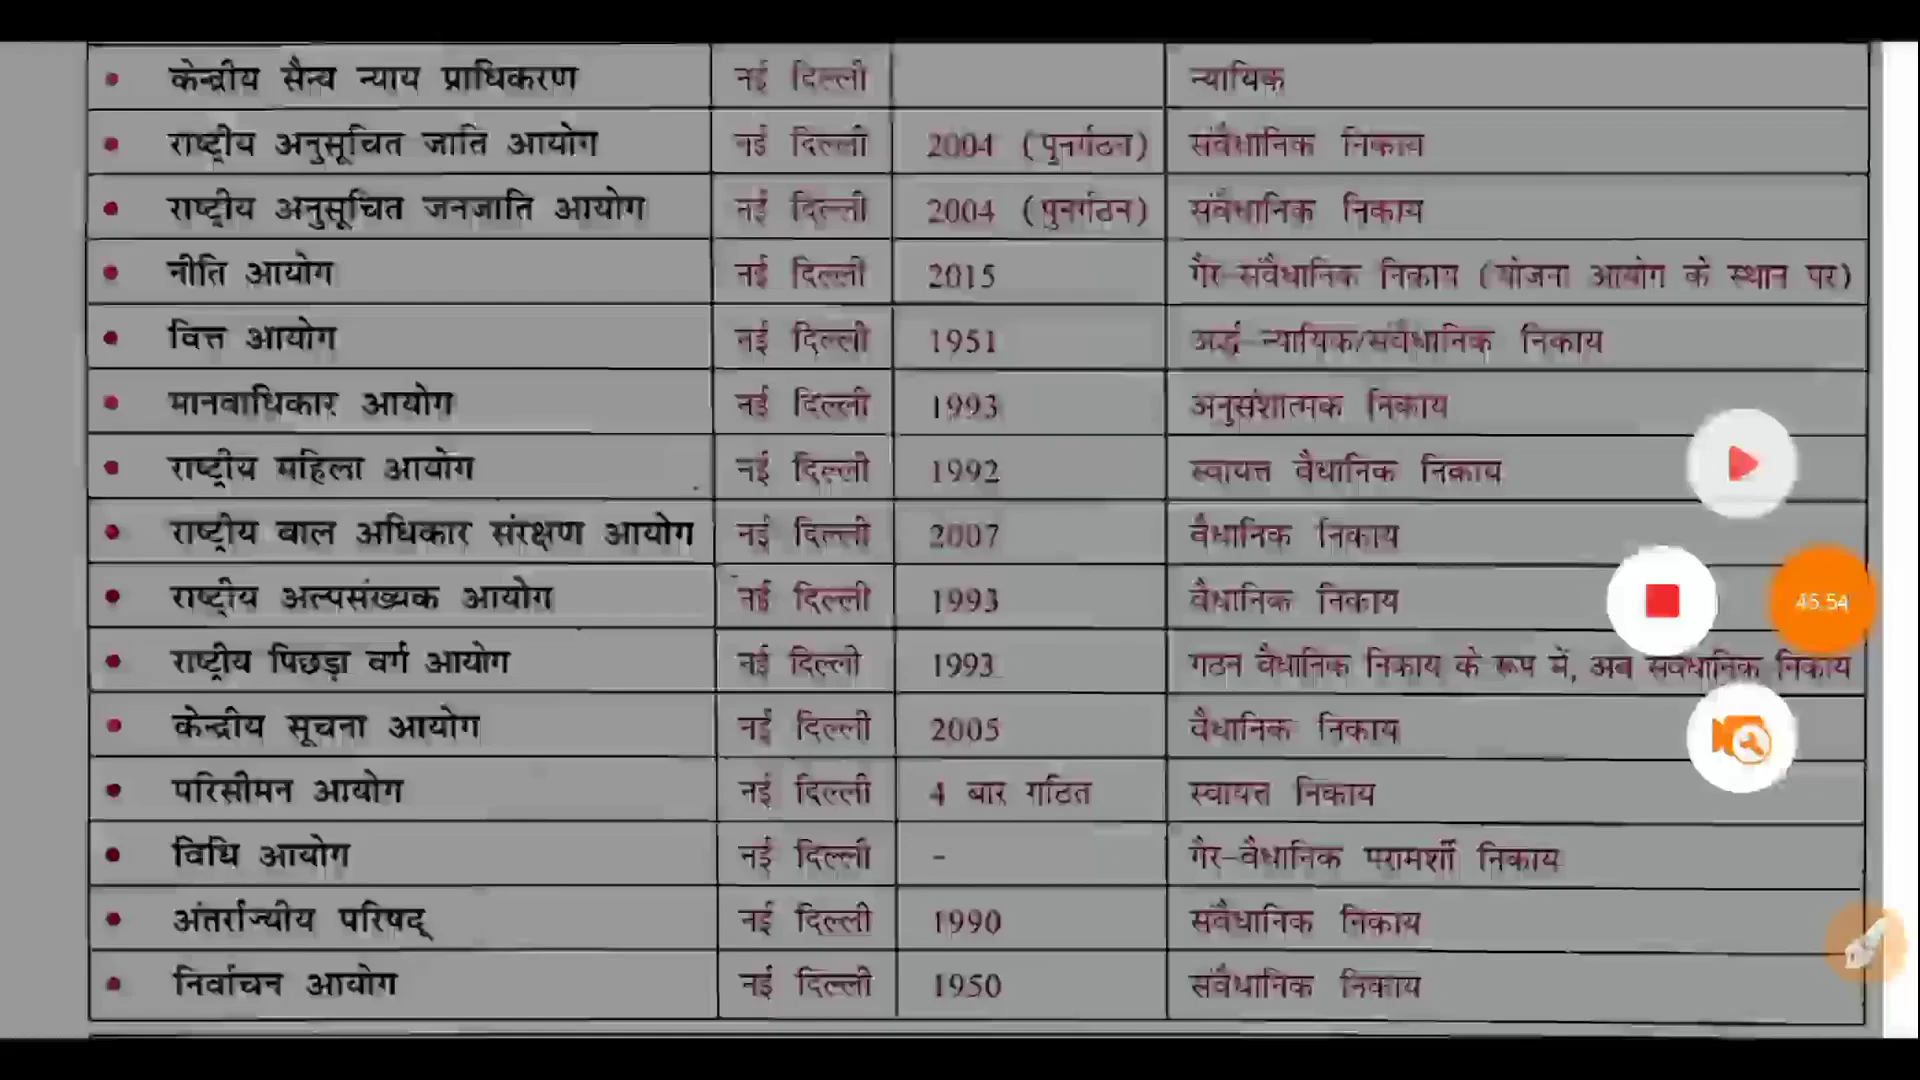 • केन्द्रीय सैन्य न्याय प्राधिकरण नई दिल्ली न्यायिक
• राष्ट्रीय अनुसूचित जाति आयोग नई दिल्ली 2004 (पुनर्गठन) संवैधानिक निकाय
• राष्ट्रीय अनुसूचित जनजाति आयोग नई दिल्ली 2004 (पुनर्गठन) संवैधानिक निकाय
• नीति आयोग नई दिल्ली 2015 गैर-संवैधानिक निकाय (योजना आयोग के स्थान पर)
• वित्त आयोग नई दिल्ली 1951 अर्द्ध-न्यायिक/संवैधानिक निकाय
• मानवाधिकार आयोग नई दिल्ली 1993 अनुसंशात्मक निकाय
• राष्ट्रीय महिला आयोग नई दिल्ली 1992 स्वायत्त वैधानिक निकाय
• राष्ट्रीय बाल अधिकार संरक्षण आयोग नई दिल्ली 2007 वैधानिक निकाय
• राष्ट्रीय अल्पसंख्यक आयोग नई दिल्ली 1993 वैधानिक निकाय
45:54
• राष्ट्रीय पिछड़ा वर्ग आयोग नई दिल्ली 1993 गठन वैधानिक निकाय के रूप में, अब संवैधानिक निकाय
• केन्द्रीय सूचना आयोग नई दिल्ली 2005 वैधानिक निकाय
• परिसीमन आयोग नई दिल्ली 4 बार गठित स्वायत्त निकाय
• विधि आयोग नई दिल्ली - गैर-वैधानिक परामर्शी निकाय
• अंतर्राज्यीय परिषद् नई दिल्ली 1990 संवैधानिक निकाय
• निर्वाचन आयोग नई दिल्ली 1950 संवैधानिक निकाय